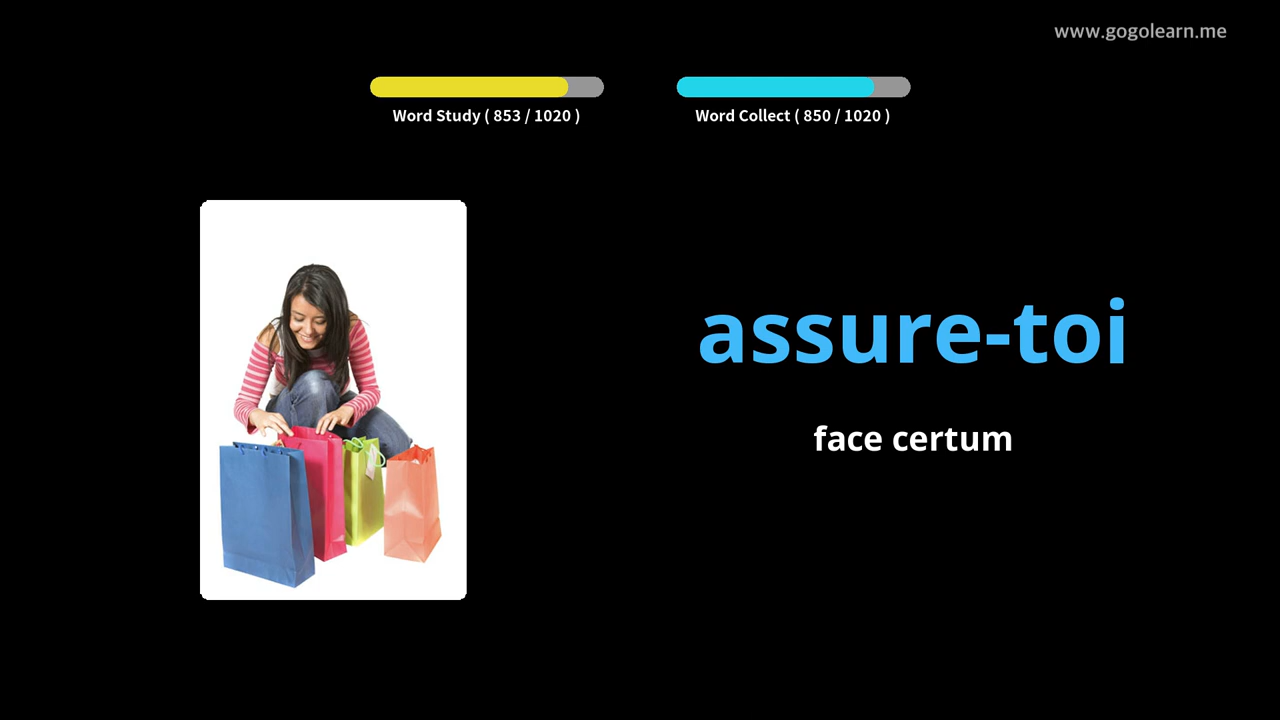 www.gogolearn.me
Word Study ( 853 / 1020 )
Word Collect ( 850 / 1020 )
assure-toi
face certum